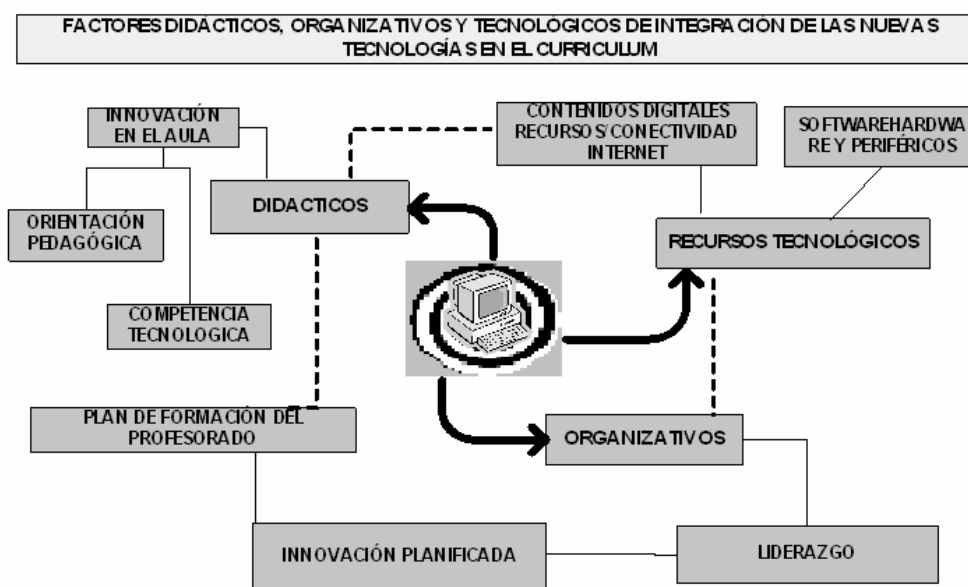 FACTORES DIDÁCTICOS, ORGANIZATIVOS Y TECNOLÓGICOS DE INTEGRACIÓN DE LAS NUEVAS
TECNOLOGÍAS EN EL CURRICULUM
INNOVACIÓN
EN EL AULA
CONTENIDOS DIGITALES
RECURSOS/CONECTIVIDAD
INTERNET
SOFTWAREHARDWA
RE Y PERIFÉRICOS
DIDACTICOS
ORIENTACIÓN
PEDAGÓGICA
RECURSOS TECNOLÓGICOS
COMPETENCIA
TECNOLOGICA
PLAN DE FORMACIÓN DEL
PROFESORADO
ORGANIZATIVOS
INNOVACIÓN PLANIFICADA
LIDERAZGO